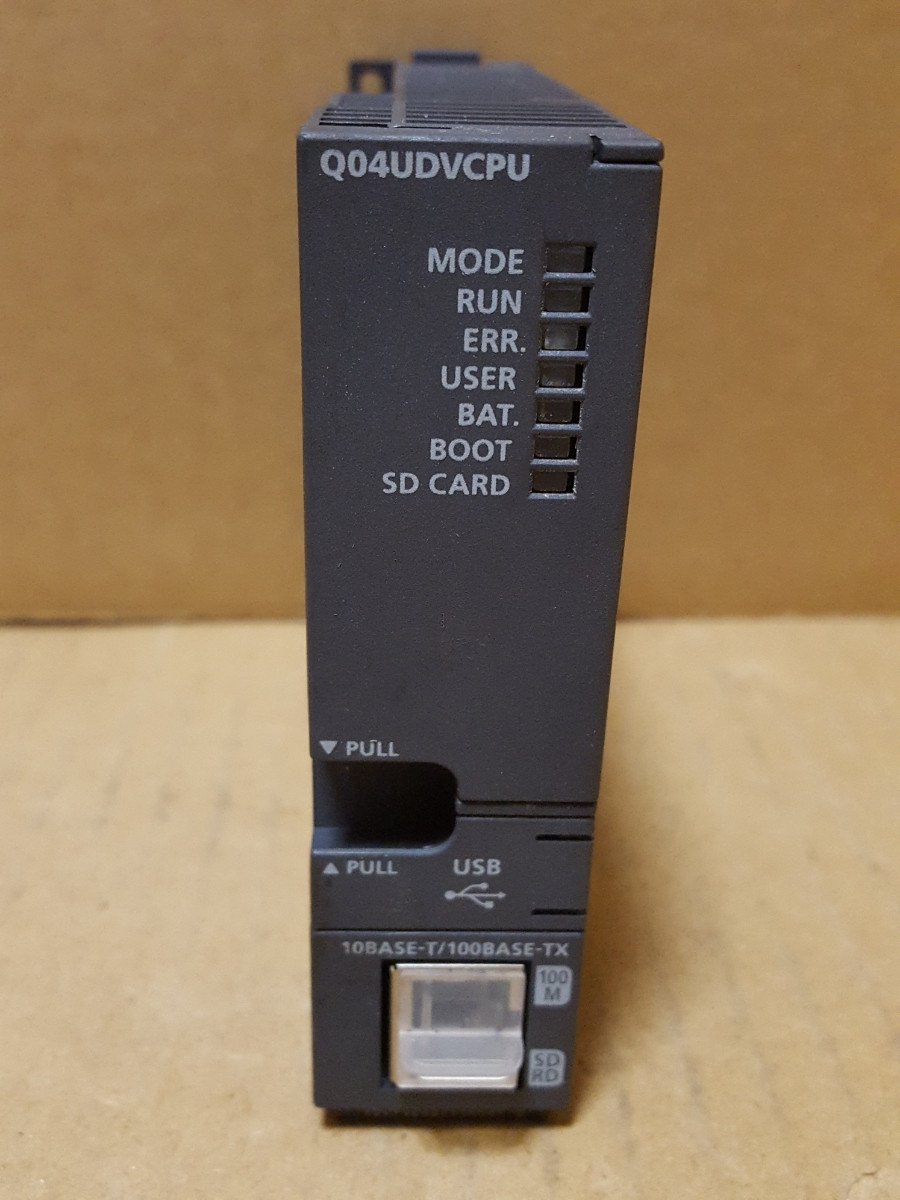 Q04UDVCPU
MODE
RUN
ERR.
USER
BAT.
BOOT
SD CARD
▼ PULL
▲ PULL
USB
10BASE-T/100BASE-TX
100
M
SD
RD